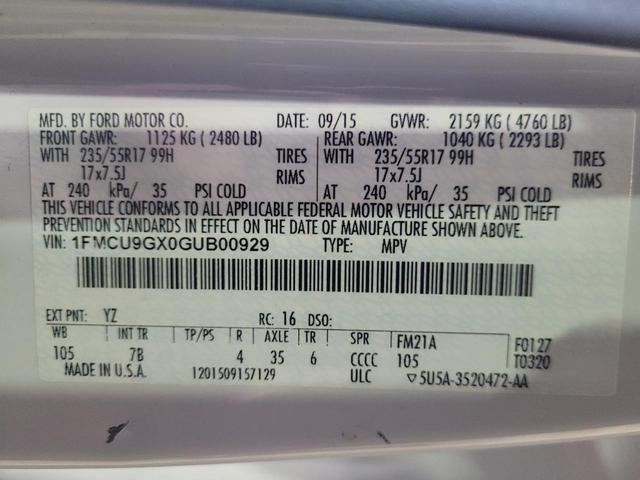 MFD. BY FORD MOTOR CO. DATE: 09/15 GVWR: 2159 KG ( 4760 LB)
FRONT GAWR: 1125 KG ( 2480 LB) REAR GAWR: 1040 KG ( 2293 LB)
WITH 235/55R17 99H TIRES WITH 235/55R17 99H TIRES
17x7.5J RIMS 17x7.5J RIMS
AT 240 kPa/ 35 PSI COLD AT 240 kPa/ 35 PSI COLD
THIS VEHICLE CONFORMS TO ALL APPLICABLE FEDERAL MOTOR VEHICLE SAFETY AND THEFT
PREVENTION STANDARDS IN EFFECT ON THE DATE OF MANUFACTURE SHOWN ABOVE.
VIN: 1FMCU9GX0GUB00929 TYPE: MPV
EXT PNT: YZ RC: 16 DSO:
WB INT TR TP/PS R AXLE TR SPR FM21A F0127
105 7B 4 35 6 CCCC 105 T0320
MADE IN U.S.A. 1201509157129 ULC ▽5U5A-3520472-AA